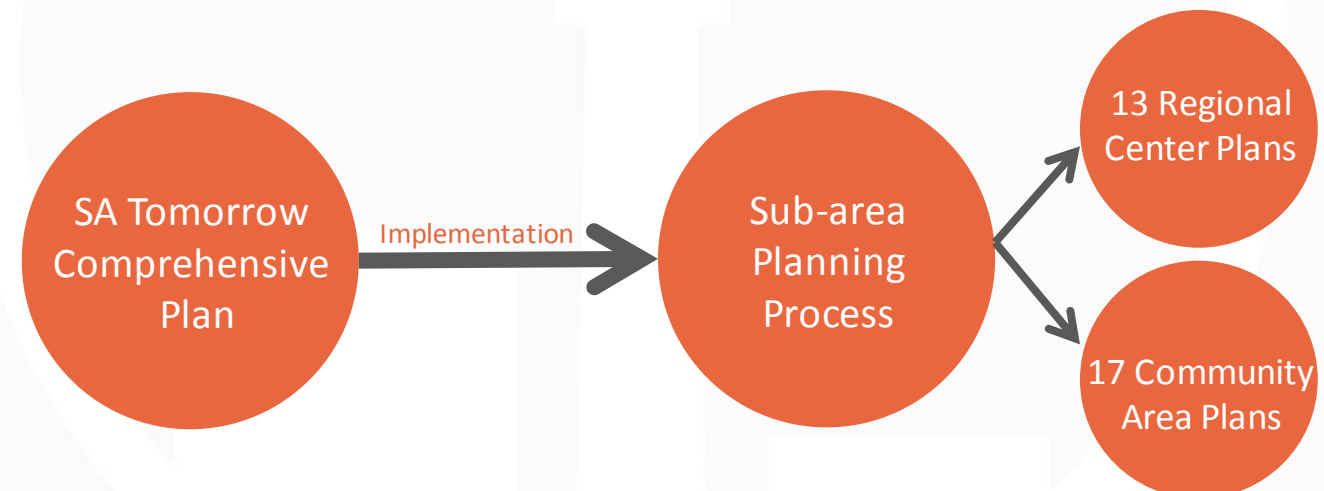 SA Tomorrow
Comprehensive
Plan
Implementation
Sub-area
Planning
Process
13 Regional
Center Plans
17 Community
Area Plans